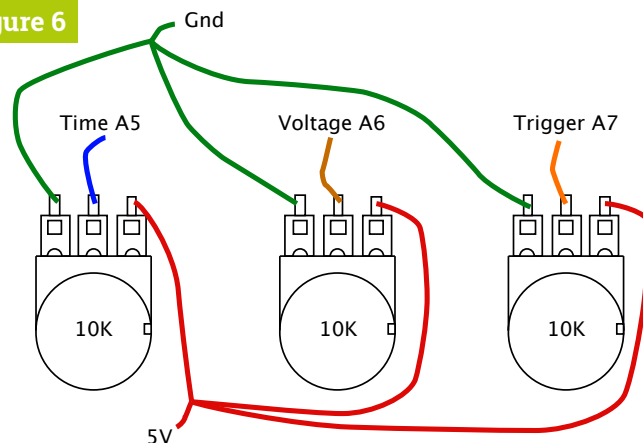 gure 6
Gnd
Time A5
Voltage A6
Trigger A7
10K
10K
10K
5V